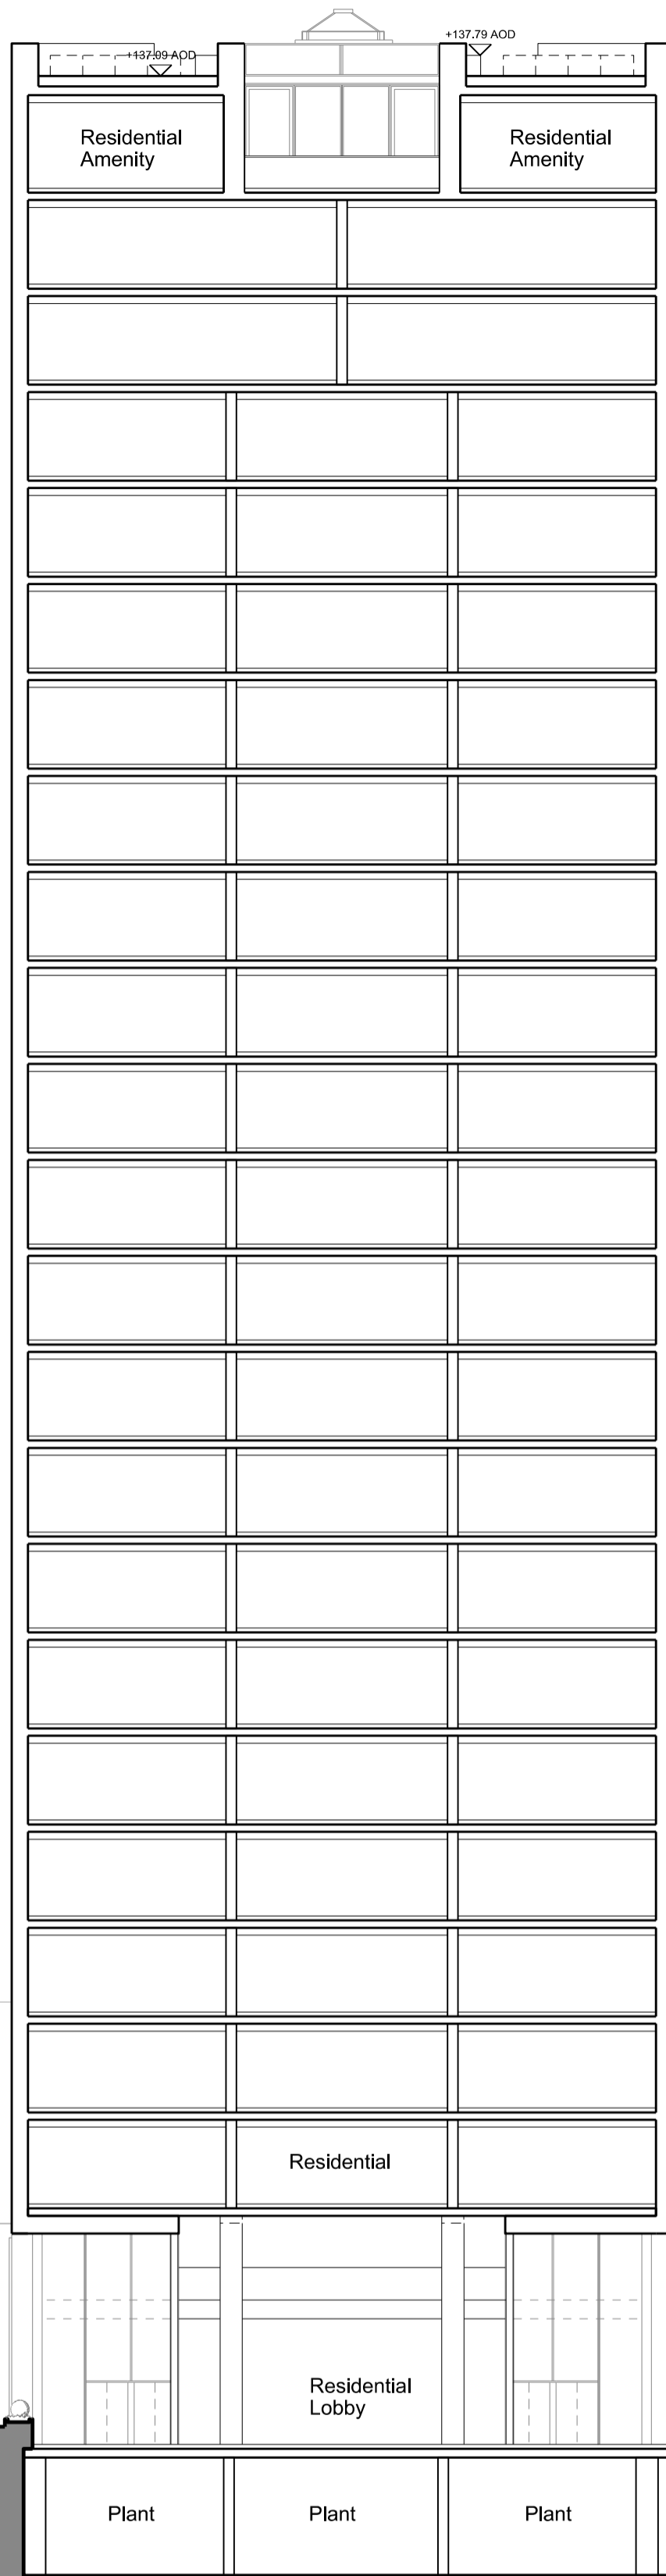 +137.79 AOD
+137.09 AOD
Residential
Amenity
Residential
Amenity
Residential
Residential
Lobby
Plant
Plant
Plant